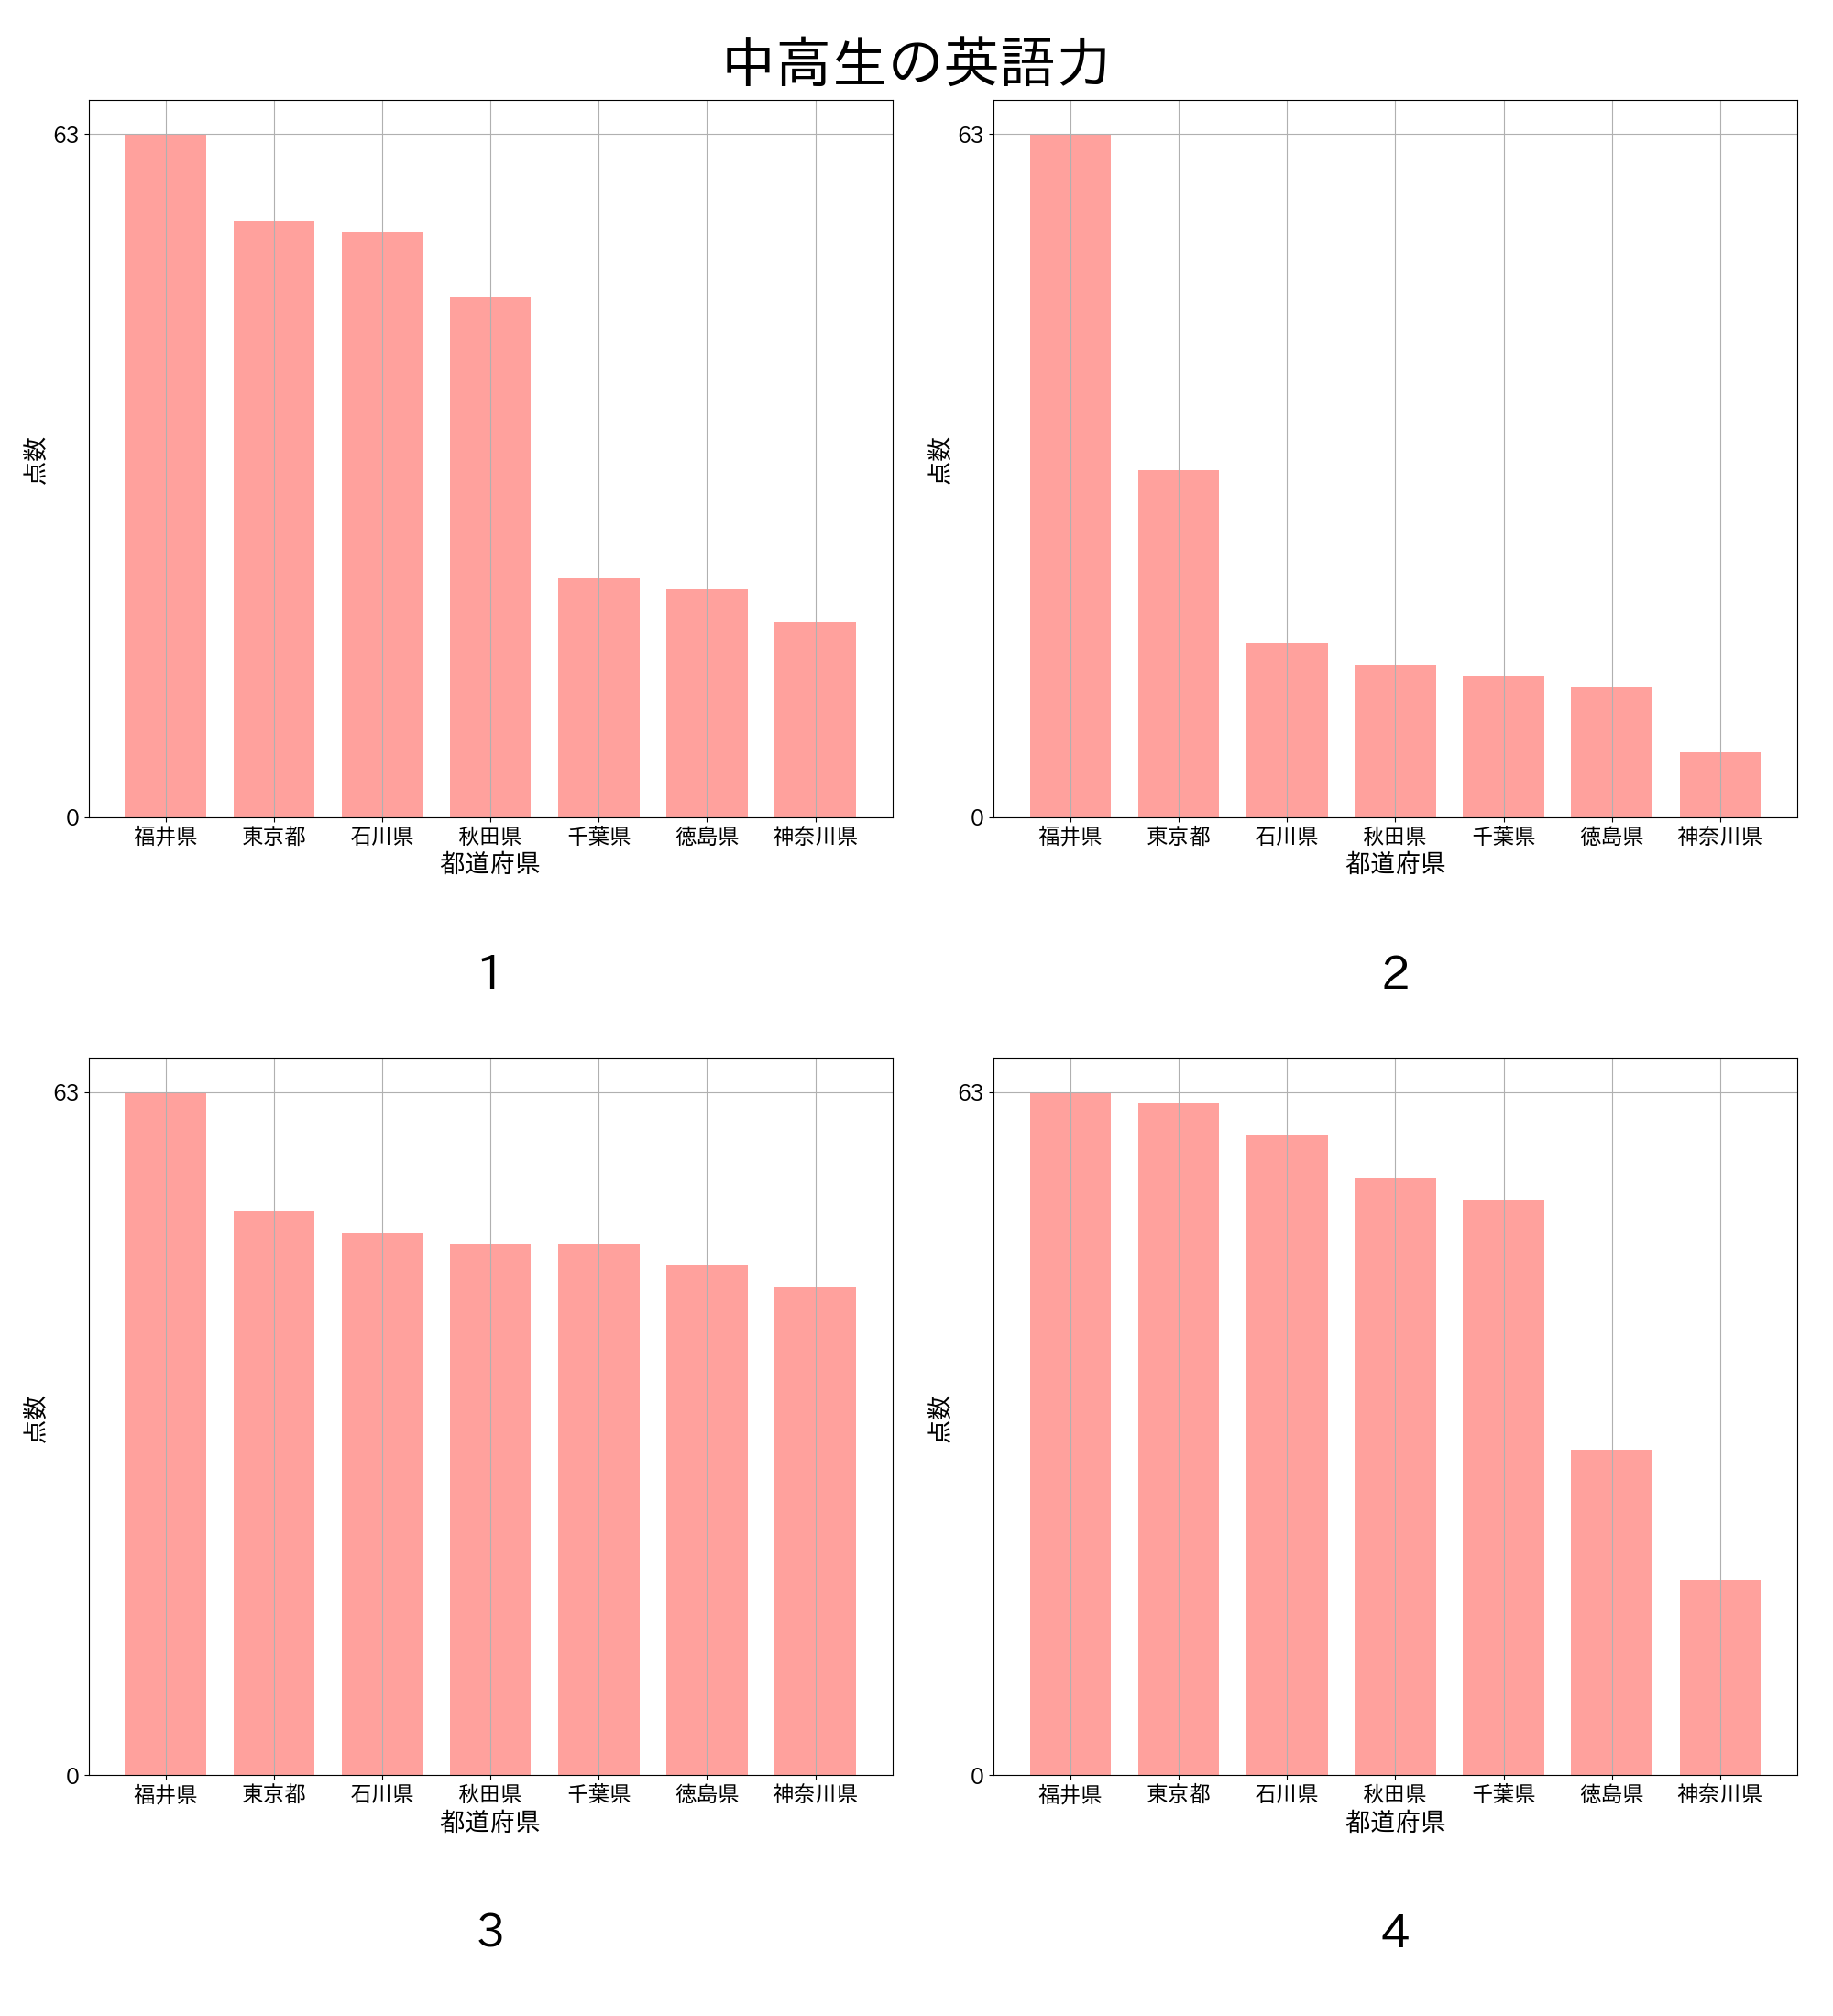 中高生の英語力
63
0
点数
福井県 東京都 石川県 秋田県 千葉県 徳島県 神奈川県
都道府県
1
63
0
点数
福井県 東京都 石川県 秋田県 千葉県 徳島県 神奈川県
都道府県
2
63
0
点数
福井県 東京都 石川県 秋田県 千葉県 徳島県 神奈川県
都道府県
3
63
0
点数
福井県 東京都 石川県 秋田県 千葉県 徳島県 神奈川県
都道府県
4